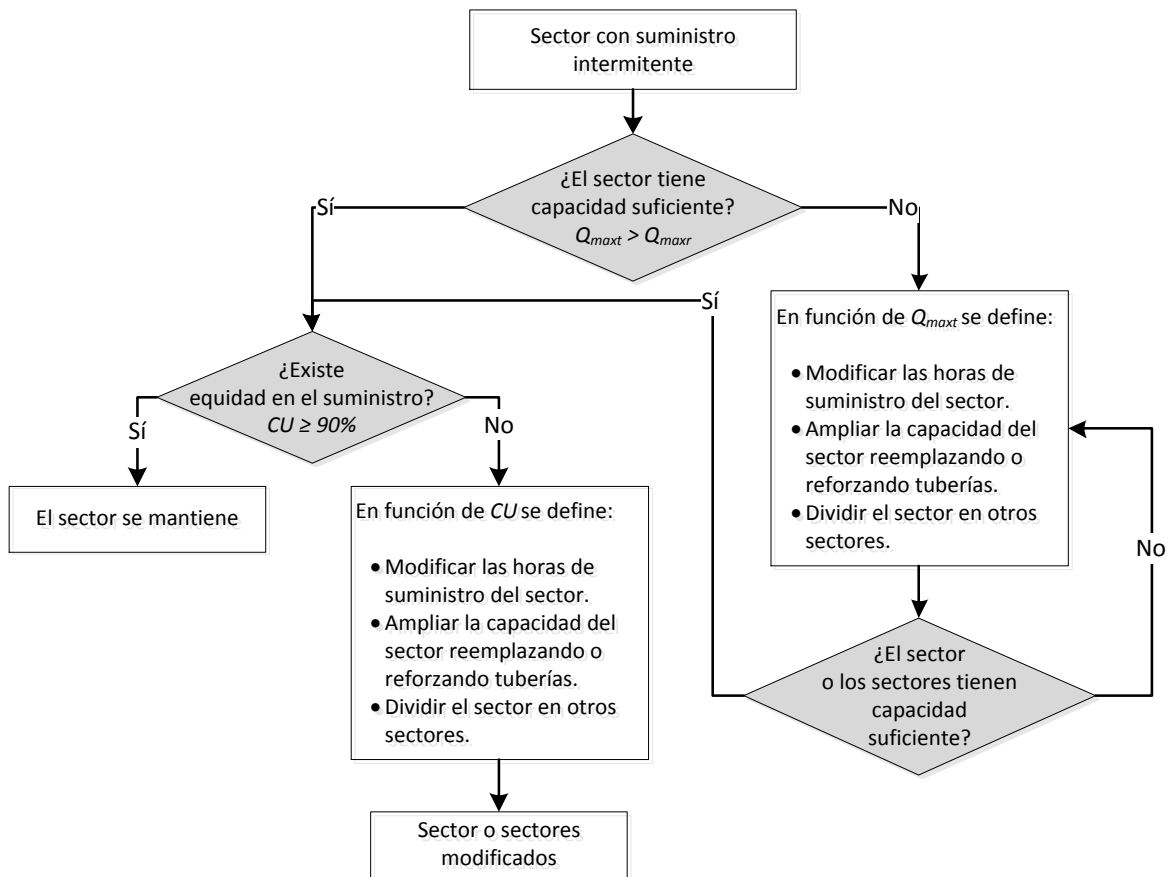 Sector con suministro
intermitente
¿El sector tiene
capacidad suficiente?
Qmaxt > Qmaxr
Sí
No
Sí
En función de Qmaxt se define:
• Modificar las horas de
suministro del sector.
• Ampliar la capacidad del
sector reemplazando o
reforzando tuberías.
• Dividir el sector en otros
sectores.
¿Existe
equidad en el suministro?
CU ≥ 90%
Sí
No
El sector se mantiene
En función de CU se define:
• Modificar las horas de
suministro del sector.
• Ampliar la capacidad del
sector reemplazando o
reforzando tuberías.
• Dividir el sector en otros
sectores.
No
¿El sector
o los sectores tienen
capacidad
suficiente?
Sector o sectores
modificados